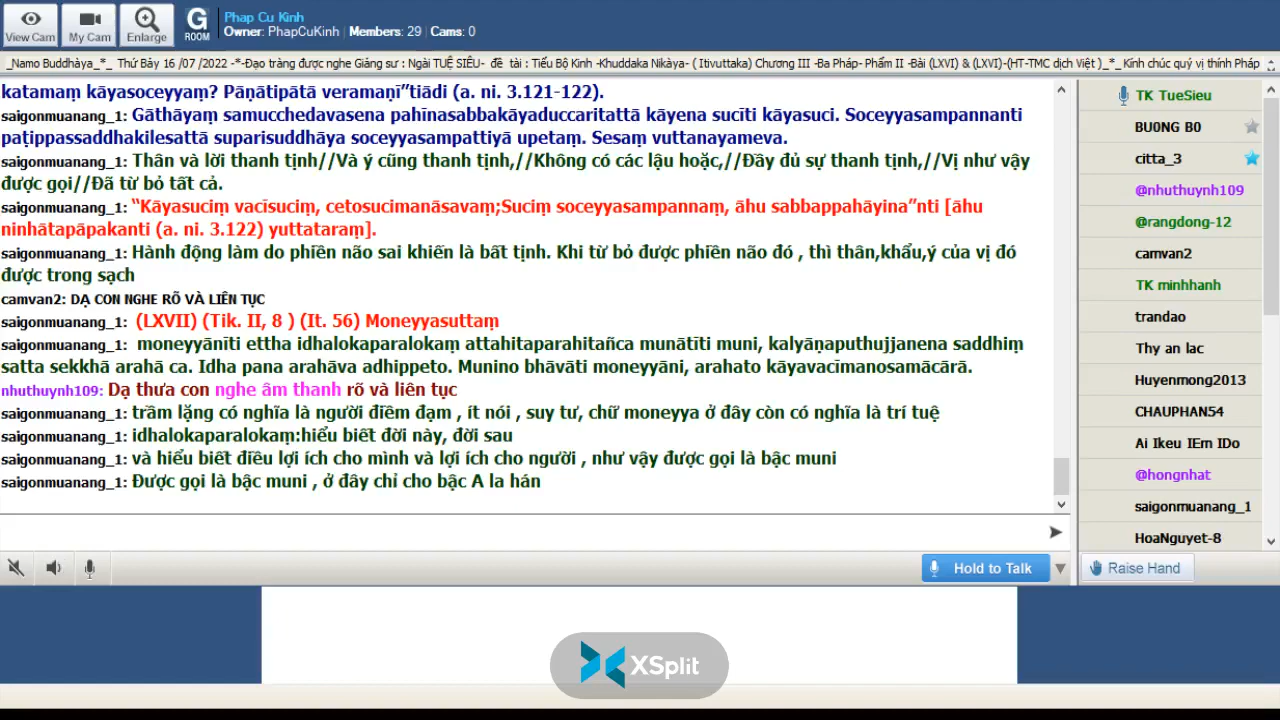 View Cam
My Cam
Enlarge
G ROOM
Phap Cu Kinh
Owner: PhapCuKinh | Members: 29 | Cams: 0
_Namo Buddhàya_*_ Thứ Bảy 16 /07 /2022 -*-Đạo tràng được nghe Giảng sư : Ngài TUỆ SIÊU- đề tài : Tiểu Bộ Kinh -Khuddaka Nikàya- ( Itivuttaka) Chương III -Ba Pháp- Phẩm II -Bài (LXVI) & (LXVI)-(HT-TMC dịch Việt )_*_ Kính chúc quý vị thính Pháp
katamaṃ kāyasoceyyaṃ? Pāṇātipātā veramaṇī”tiādi (a. ni. 3.121-122).
saigonmuanang_1: Gāthāyaṃ samucchedavasena pahīnasabbakāyaduccaritattā kāyena sucīti kāyasuci. Soceyyasampannanti
paṭippassaddhakilesattā suparisuddhāya soceyyasampattiyā upetaṃ. Sesaṃ vuttanayameva.
saigonmuanang_1: Thân và lời thanh tịnh//Và ý cũng thanh tịnh,//Không có các lậu hoặc,//Đầy đủ sự thanh tịnh,//Vị như vậy
được gọi//Đã từ bỏ tất cả.
saigonmuanang_1: “Kāyasuciṃ vacīsuciṃ, cetosucimanāsavaṃ;Suciṃ soceyyasampannaṃ, āhu sabbappahāyina”nti [āhu
ninhātapāpakanti (a. ni. 3.122) yuttataraṃ].
saigonmuanang_1: Hành động làm do phiền não sai khiến là bất tịnh. Khi từ bỏ được phiền não đó , thì thân,khẩu,ý của vị đó
được trong sạch
camvan2: DẠ CON NGHE RÕ VÀ LIÊN TỤC
saigonmuanang_1: (LXVII) (Tik. II, 8 ) (It. 56) Moneyyasuttaṃ
saigonmuanang_1: moneyyānīti ettha idhalokaparalokaṃ attahitaparahitañca munātīti muni, kalyāṇaputhujjanena saddhiṃ
satta sekkhā arahā ca. Idha pana arahāva adhippeto. Munino bhāvāti moneyyāni, arahato kāyavacīmanosamācārā.
nhuthuynh109: Dạ thưa con nghe âm thanh rõ và liên tục
saigonmuanang_1: trầm lặng có nghĩa là người điềm đạm , ít nói , suy tư, chữ moneyya ở đây còn có nghĩa là trí tuệ
saigonmuanang_1: idhalokaparalokaṃ:hiểu biết đời này, đời sau
saigonmuanang_1: và hiểu biết điều lợi ích cho mình và lợi ích cho người , như vậy được gọi là bậc muni
saigonmuanang_1: Được gọi là bậc muni , ở đây chỉ cho bậc A la hán
TK TueSieu
BU0NG B0
citta_3
@nhuthuynh109
@rangdong-12
camvan2
TK minhhanh
trandao
Thy an lac
Huyenmong2013
CHAUPHAN54
Ai Ikeu IEm IDo
@hongnhat
saigonmuanang_1
HoaNguyet-8
Hold to Talk
Raise Hand
XSplit